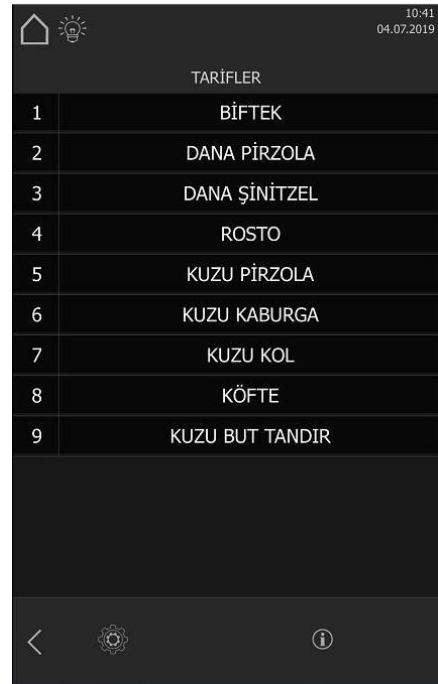 10:41
04.07.2019
TARİFLER
1 BİFTEK
2 DANA PİRZOLA
3 DANA ŞİNİTZEL
4 ROSTO
5 KUZU PİRZOLA
6 KUZU KABURGA
7 KUZU KOL
8 KÖFTE
9 KUZU BUT TANDIR